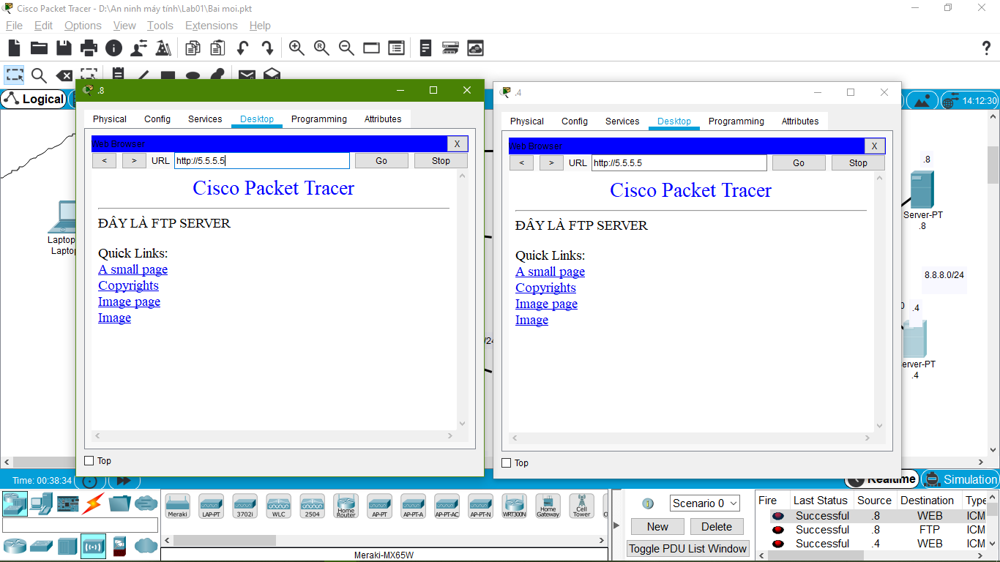 Cisco Packet Tracer - D:\An ninh máy tính\Lab01\Bai moi.pkt
File Edit Options View Tools Extensions Help
Logical
14:12:30
.8
Physical Config Services Desktop Programming Attributes
Web Browser X
< > URL http://5.5.5.5 Go Stop
Cisco Packet Tracer
ĐÂY LÀ FTP SERVER
Quick Links:
A small page
Copyrights
Image page
Image
Top
.4
Physical Config Services Desktop Programming Attributes
Web Browser X
< > URL http://5.5.5.5 Go Stop
Cisco Packet Tracer
ĐÂY LÀ FTP SERVER
Quick Links:
A small page
Copyrights
Image page
Image
Top
Laptop
Laptop
.8
Server-PT
.8
8.8.8.0/24
.4
erver-PT
.4
/24
Time: 00:38:34
Realtime Simulation
Meraki LAP-PT 3702i WLC 2504 Home Router AP-PT AP-PT-A AP-PT-AC AP-PT-N WRT300N Home Gateway Cell Tower
Meraki-MX65W
Scenario 0
New Delete
Toggle PDU List Window
Fire Last Status Source Destination Type
Successful .8 WEB ICM
Successful .8 FTP ICM
Successful .4 WEB ICM